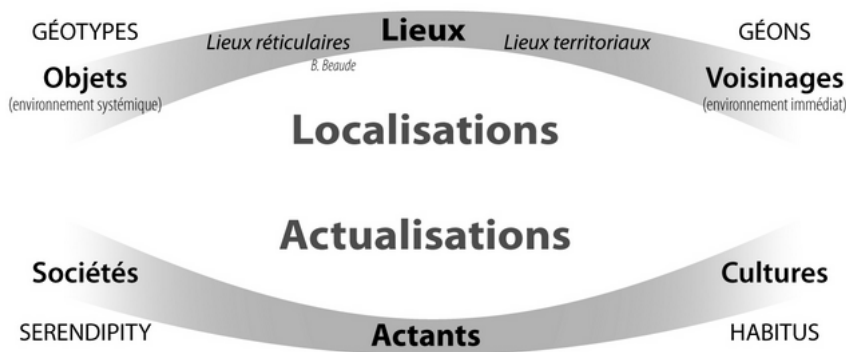 GÉOTYPES
Lieux réticulaires
Lieux
Lieux territoriaux
GÉONS
B. Beaude
Objets
Voisinages
(environnement systémique)
(environnement immédiat)
Localisations
Actualisations
Sociétés
Cultures
SERENDIPITY
Actants
HABITUS